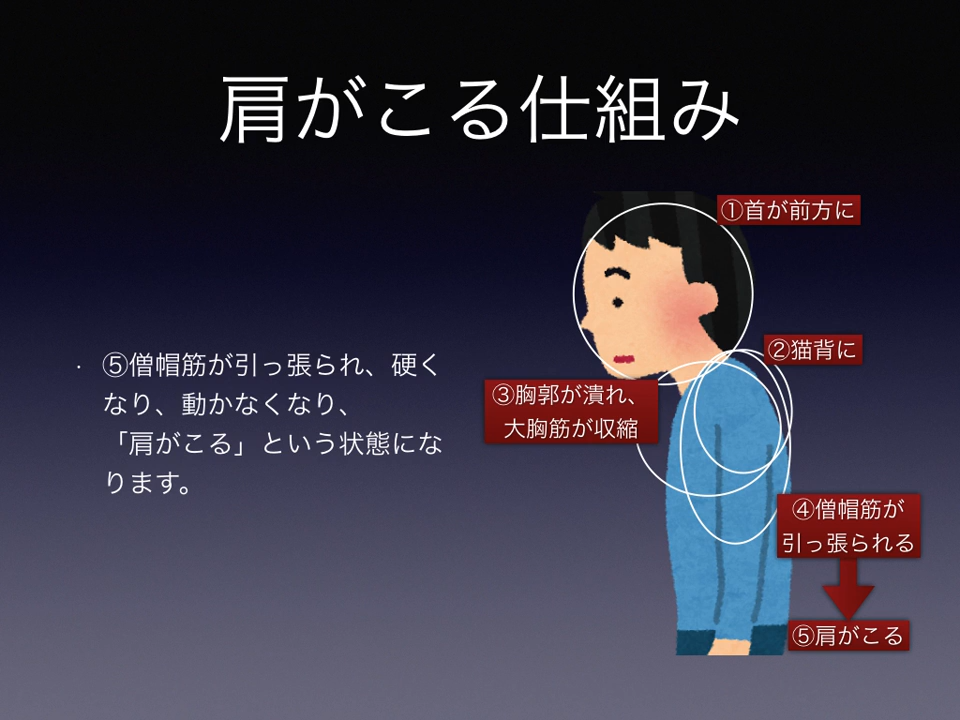 肩がこる仕組み
・ ⑤僧帽筋が引っ張られ、硬く
なり、動かなくなり、
「肩がこる」という状態にな
ります。
①首が前方に
②猫背に
③胸郭が潰れ、
大胸筋が収縮
④僧帽筋が
引っ張られる
⑤肩がこる